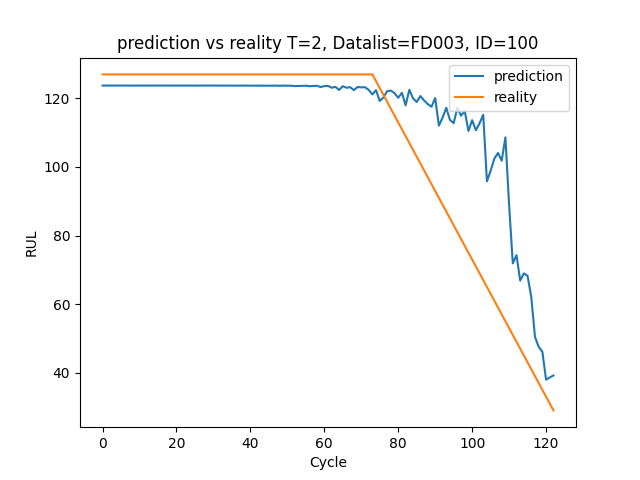 prediction vs reality T=2, Datalist=FD003, ID=100
prediction
reality
120
100
80
60
40
RUL
0 20 40 60 80 100 120
Cycle